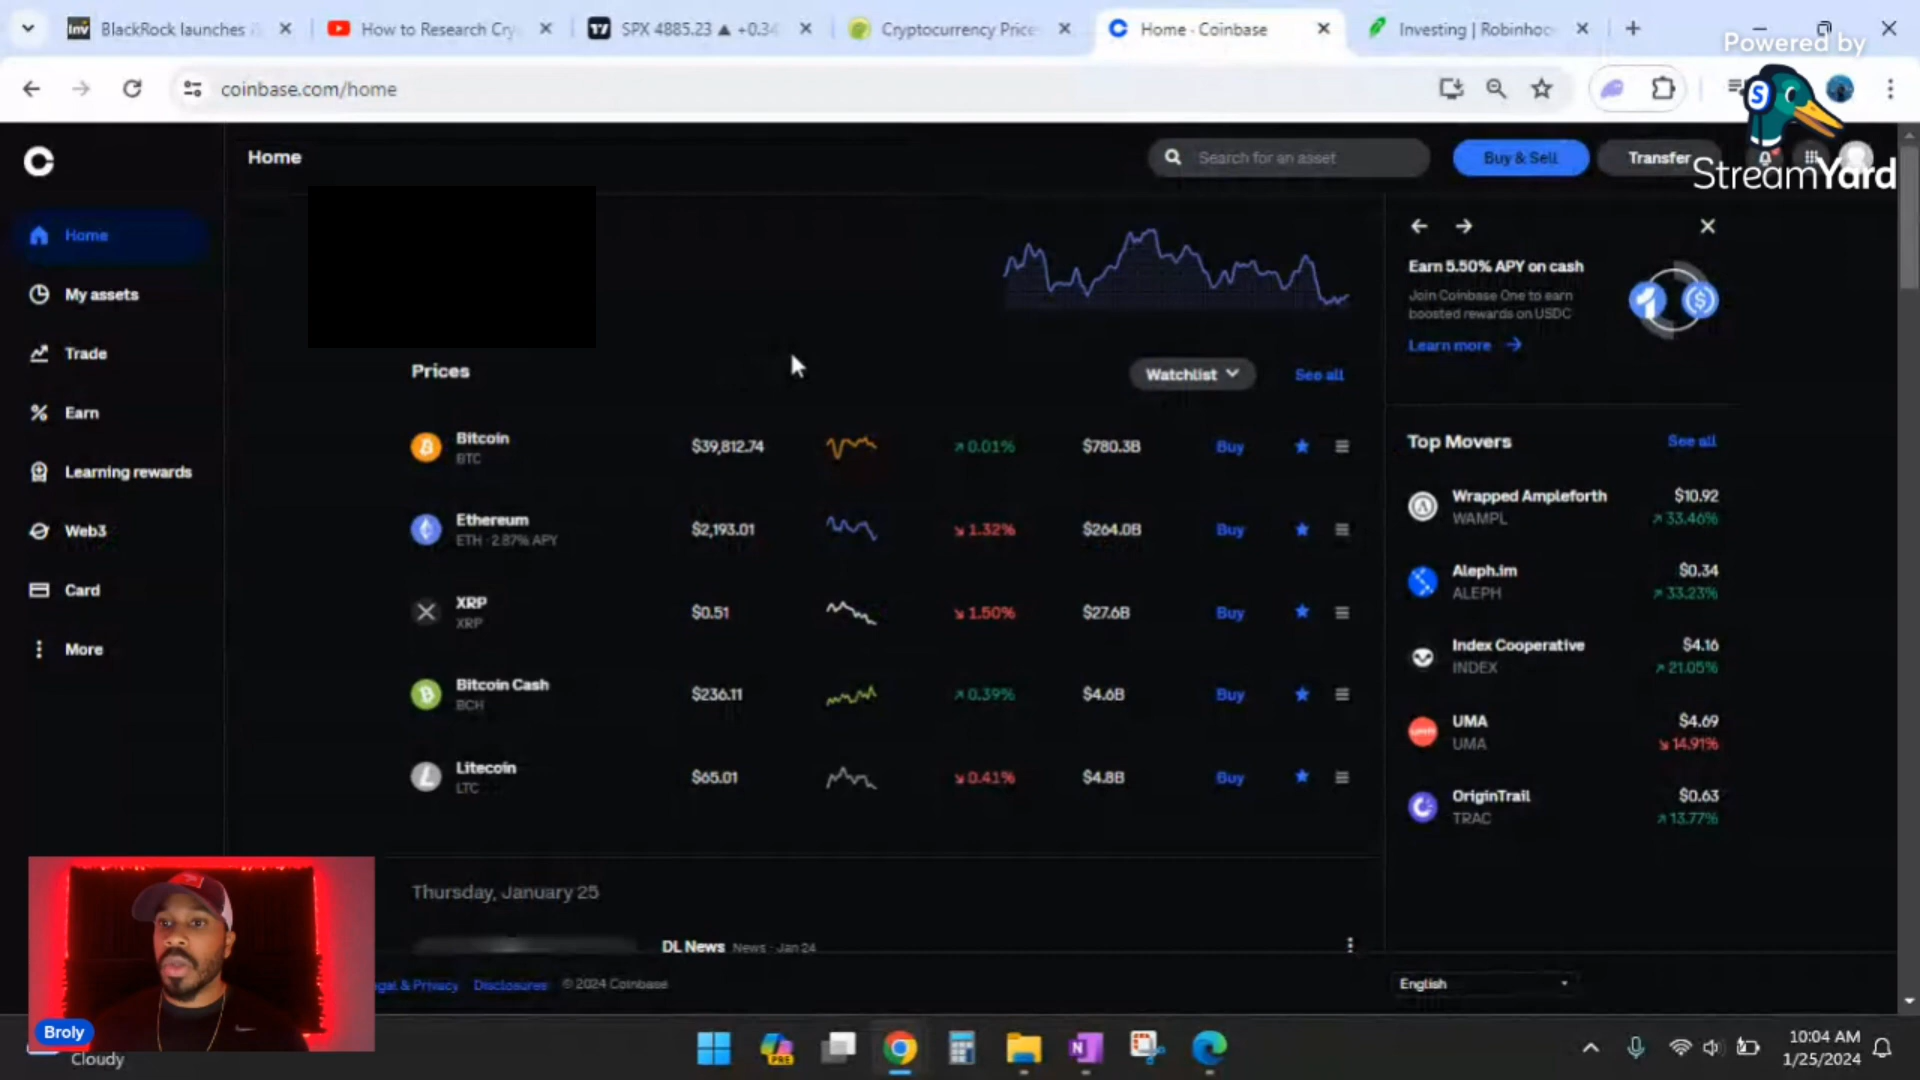 BlackRock launches
How to Research Cry
SPX 4885.23 ▲ +0.34
Cryptocurrency Price
Home - Coinbase
Investing | Robinhoo
Powered by
coinbase.com/home
StreamYard
Home
Search for an asset
Buy & Sell
Transfer
Home
My assets
Trade
Earn
Learning rewards
Web3
Card
More
Earn 5.50% APY on cash
Join Coinbase One to earn
boosted rewards on USDC
Learn more
Prices
Watchlist
See all
Bitcoin
BTC
$39,812.74
0.01%
$780.3B
Buy
Ethereum
ETH · 2.87% APY
$2,193.01
1.32%
$264.0B
Buy
XRP
XRP
$0.51
1.50%
$27.6B
Buy
Bitcoin Cash
BCH
$236.11
0.39%
$4.6B
Buy
Litecoin
LTC
$65.01
0.41%
$4.8B
Buy
Top Movers
See all
Wrapped Ampleforth
$10.92
WAMPL
33.46%
Aleph.im
$0.34
ALEPH
33.23%
Index Cooperative
$4.16
INDEX
21.05%
UMA
$4.69
UMA
14.91%
OriginTrail
$0.63
TRAC
13.77%
Thursday, January 25
DL News News · Jan 24
egal & Privacy
Disclosures
© 2024 Coinbase
English
Broly
Cloudy
10:04 AM
1/25/2024